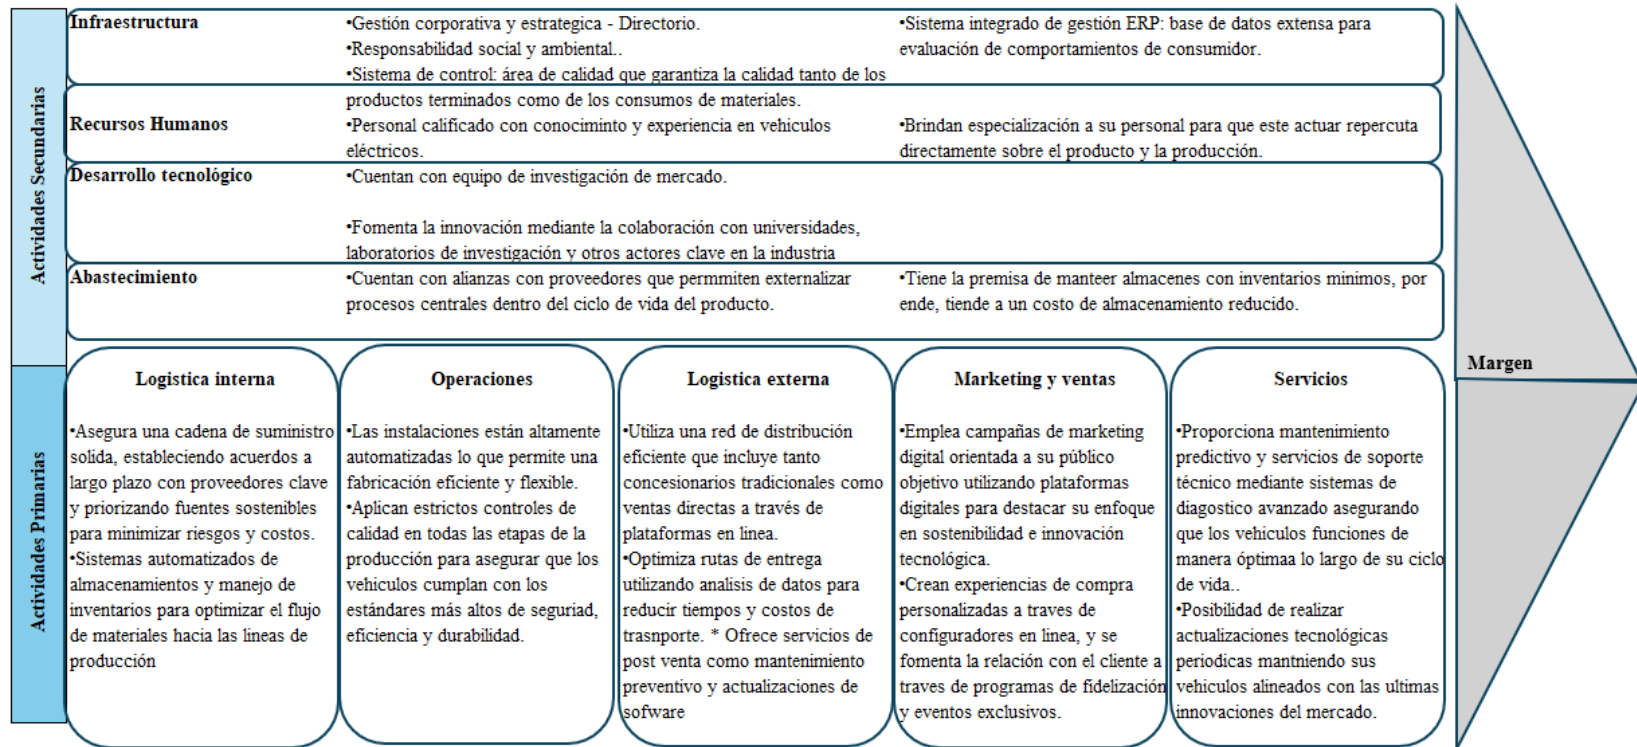 Actividades Secundarias
Infraestructura
•Gestión corporativa y estrategica - Directorio.
•Responsabilidad social y ambiental..
•Sistema de control: área de calidad que garantiza la calidad tanto de los
productos terminados como de los consumos de materiales.
•Sistema integrado de gestión ERP: base de datos extensa para
evaluación de comportamientos de consumidor.
Recursos Humanos
•Personal calificado con conociminto y experiencia en vehiculos
eléctricos.
•Brindan especialización a su personal para que este actuar repercuta
directamente sobre el producto y la producción.
Desarrollo tecnológico
•Cuentan con equipo de investigación de mercado.
•Fomenta la innovación mediante la colaboración con universidades,
laboratorios de investigación y otros actores clave en la industria
Abastecimiento
•Cuentan con alianzas con proveedores que permmiten externalizar
procesos centrales dentro del ciclo de vida del producto.
•Tiene la premisa de manteer almacenes con inventarios minimos, por
ende, tiende a un costo de almacenamiento reducido.
Actividades Primarias
Logistica interna
•Asegura una cadena de suministro
solida, estableciendo acuerdos a
largo plazo con proveedores clave
y priorizando fuentes sostenibles
para minimizar riesgos y costos.
•Sistemas automatizados de
almacenamientos y manejo de
inventarios para optimizar el flujo
de materiales hacia las lineas de
producción
Operaciones
•Las instalaciones están altamente
automatizadas lo que permite una
fabricación eficiente y flexible.
•Aplican estrictos controles de
calidad en todas las etapas de la
producción para asegurar que los
vehiculos cumplan con los
estándares más altos de seguriad,
eficiencia y durabilidad.
Logistica externa
•Utiliza una red de distribución
eficiente que incluye tanto
concesionarios tradicionales como
ventas directas a través de
plataformas en linea.
•Optimiza rutas de entrega
utilizando analisis de datos para
reducir tiempos y costos de
trasnporte. * Ofrece servicios de
post venta como mantenimiento
preventivo y actualizaciones de
sofware
Marketing y ventas
•Emplea campañas de marketing
digital orientada a su público
objetivo utilizando plataformas
digitales para destacar su enfoque
en sostenibilidad e innovación
tecnológica.
•Crean experiencias de compra
personalizadas a traves de
configuradores en linea, y se
fomenta la relación con el cliente a
traves de programas de fidelización
y eventos exclusivos.
Servicios
•Proporciona mantenimiento
predictivo y servicios de soporte
técnico mediante sistemas de
diagostico avanzado asegurando
que los vehiculos funciones de
manera óptimaa lo largo de su ciclo
de vida..
•Posibilidad de realizar
actualizaciones tecnológicas
periodicas mantniendo sus
vehiculos alineados con las ultimas
innovaciones del mercado.
Margen